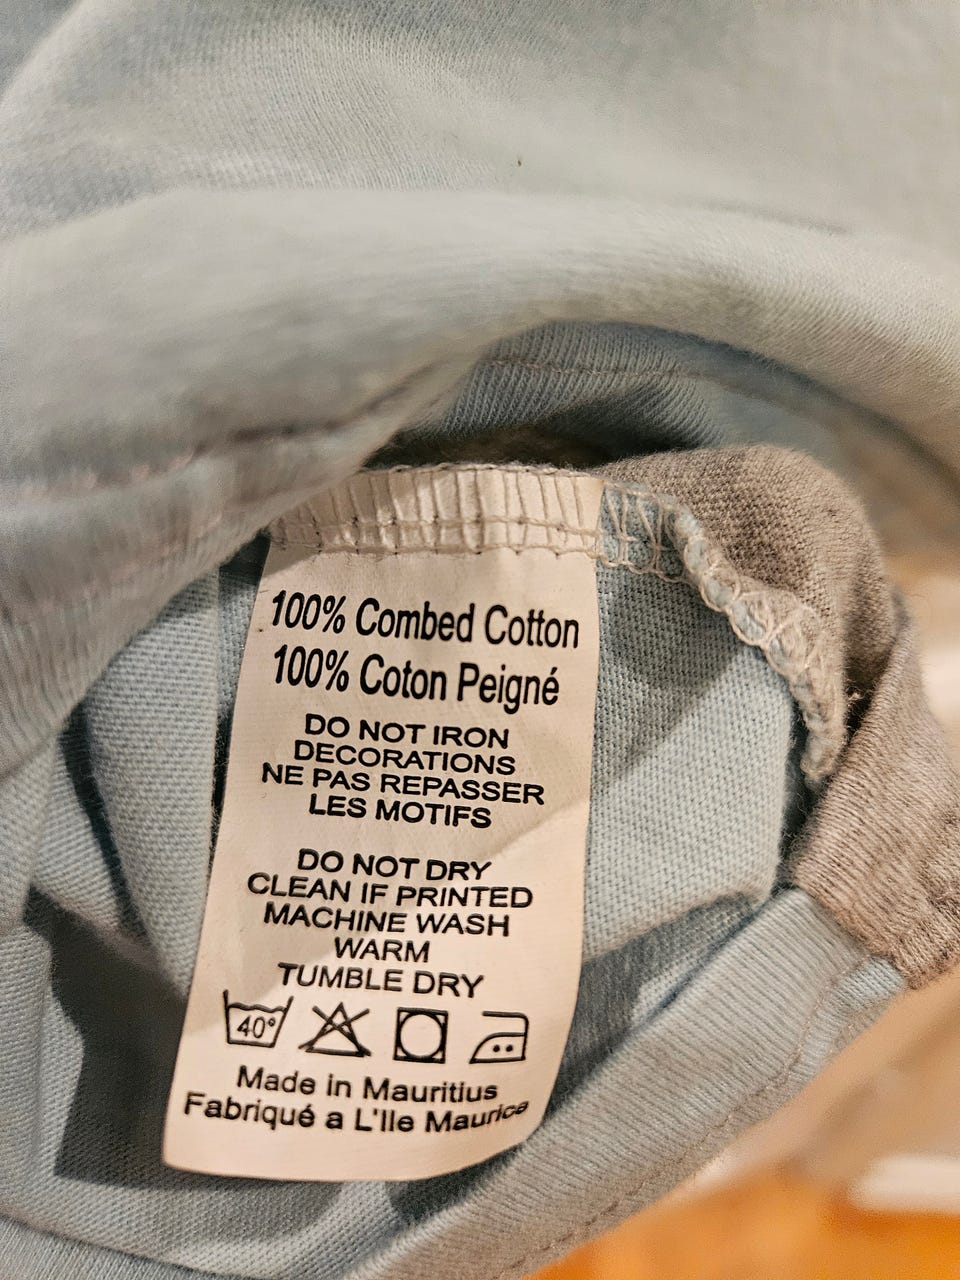 100% Combed Cotton
100% Coton Peigné
DO NOT IRON
DECORATIONS
NE PAS REPASSER
LES MOTIFS
DO NOT DRY
CLEAN IF PRINTED
MACHINE WASH
WARM
TUMBLE DRY
40°
Made in Mauritius
Fabriqué a L'Ile Maurice